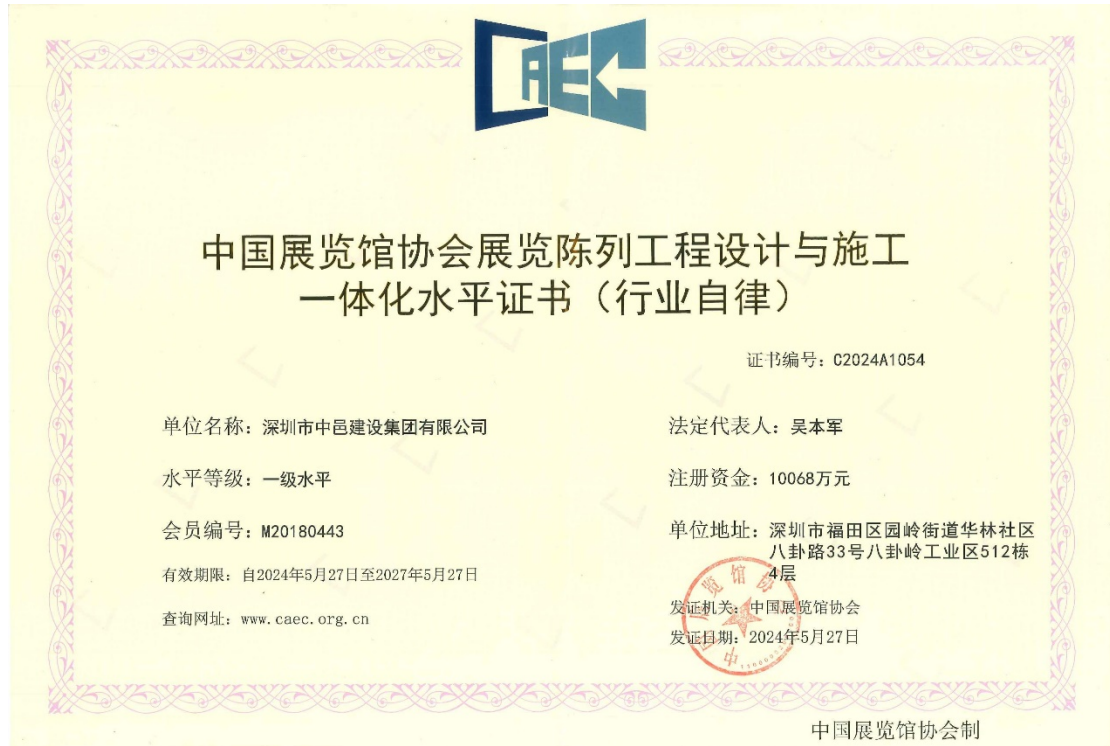 CAEC
中国展览馆协会展览陈列工程设计与施工
一体化水平证书（行业自律）
证书编号：C2024A1054
单位名称：深圳市中邑建设集团有限公司
法定代表人：吴本军
水平等级：一级水平
注册资金：10068万元
会员编号：M20180443
单位地址：深圳市福田区园岭街道华林社区
八卦路33号八卦岭工业区512栋
4层
有效期限：自2024年5月27日至2027年5月27日
发证机关：中国展览馆协会
查询网址：www.caec.org.cn
发证日期：2024年5月27日
中国展览馆协会制